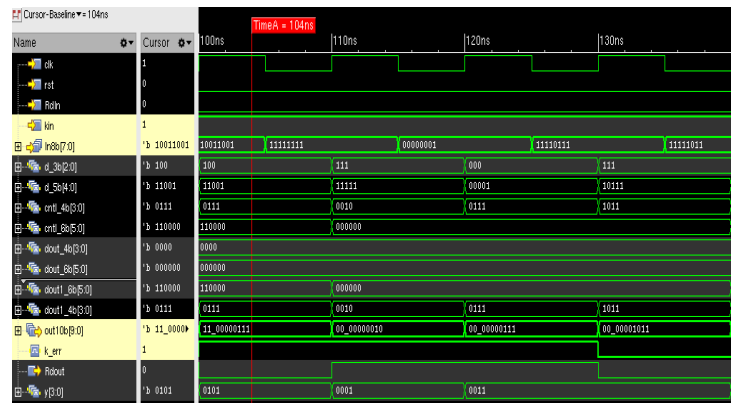 Cursor-Baseline ▾= 104ns
TimeA = 104ns
Name Cursor 100ns 110ns 120ns 130ns
clk 1
rst 0
RdIn 0
kin 1
In8b[7:0] 'b 10011001 10011001 11111111 00000001 11110111 11111011
d_3b[2:0] 'b 100 100 111 000 111
d_5b[4:0] 'b 11001 11001 11111 00001 10111
cntl_4b[3:0] 'b 0111 0111 0010 0111 1011
cntl_6b[5:0] 'b 110000 110000 000000
dout_4b[3:0] 'b 0000 0000
dout_6b[5:0] 'b 000000 000000
dout1_6b[5:0] 'b 110000 110000 000000
dout1_4b[3:0] 'b 0111 0111 0010 0111 1011
out10b[9:0] 'b 11_0000 11_00000111 00_00000010 00_00000111 00_00001011
k_err 1
Rdout 0
y[3:0] 'b 0101 0101 0001 0011